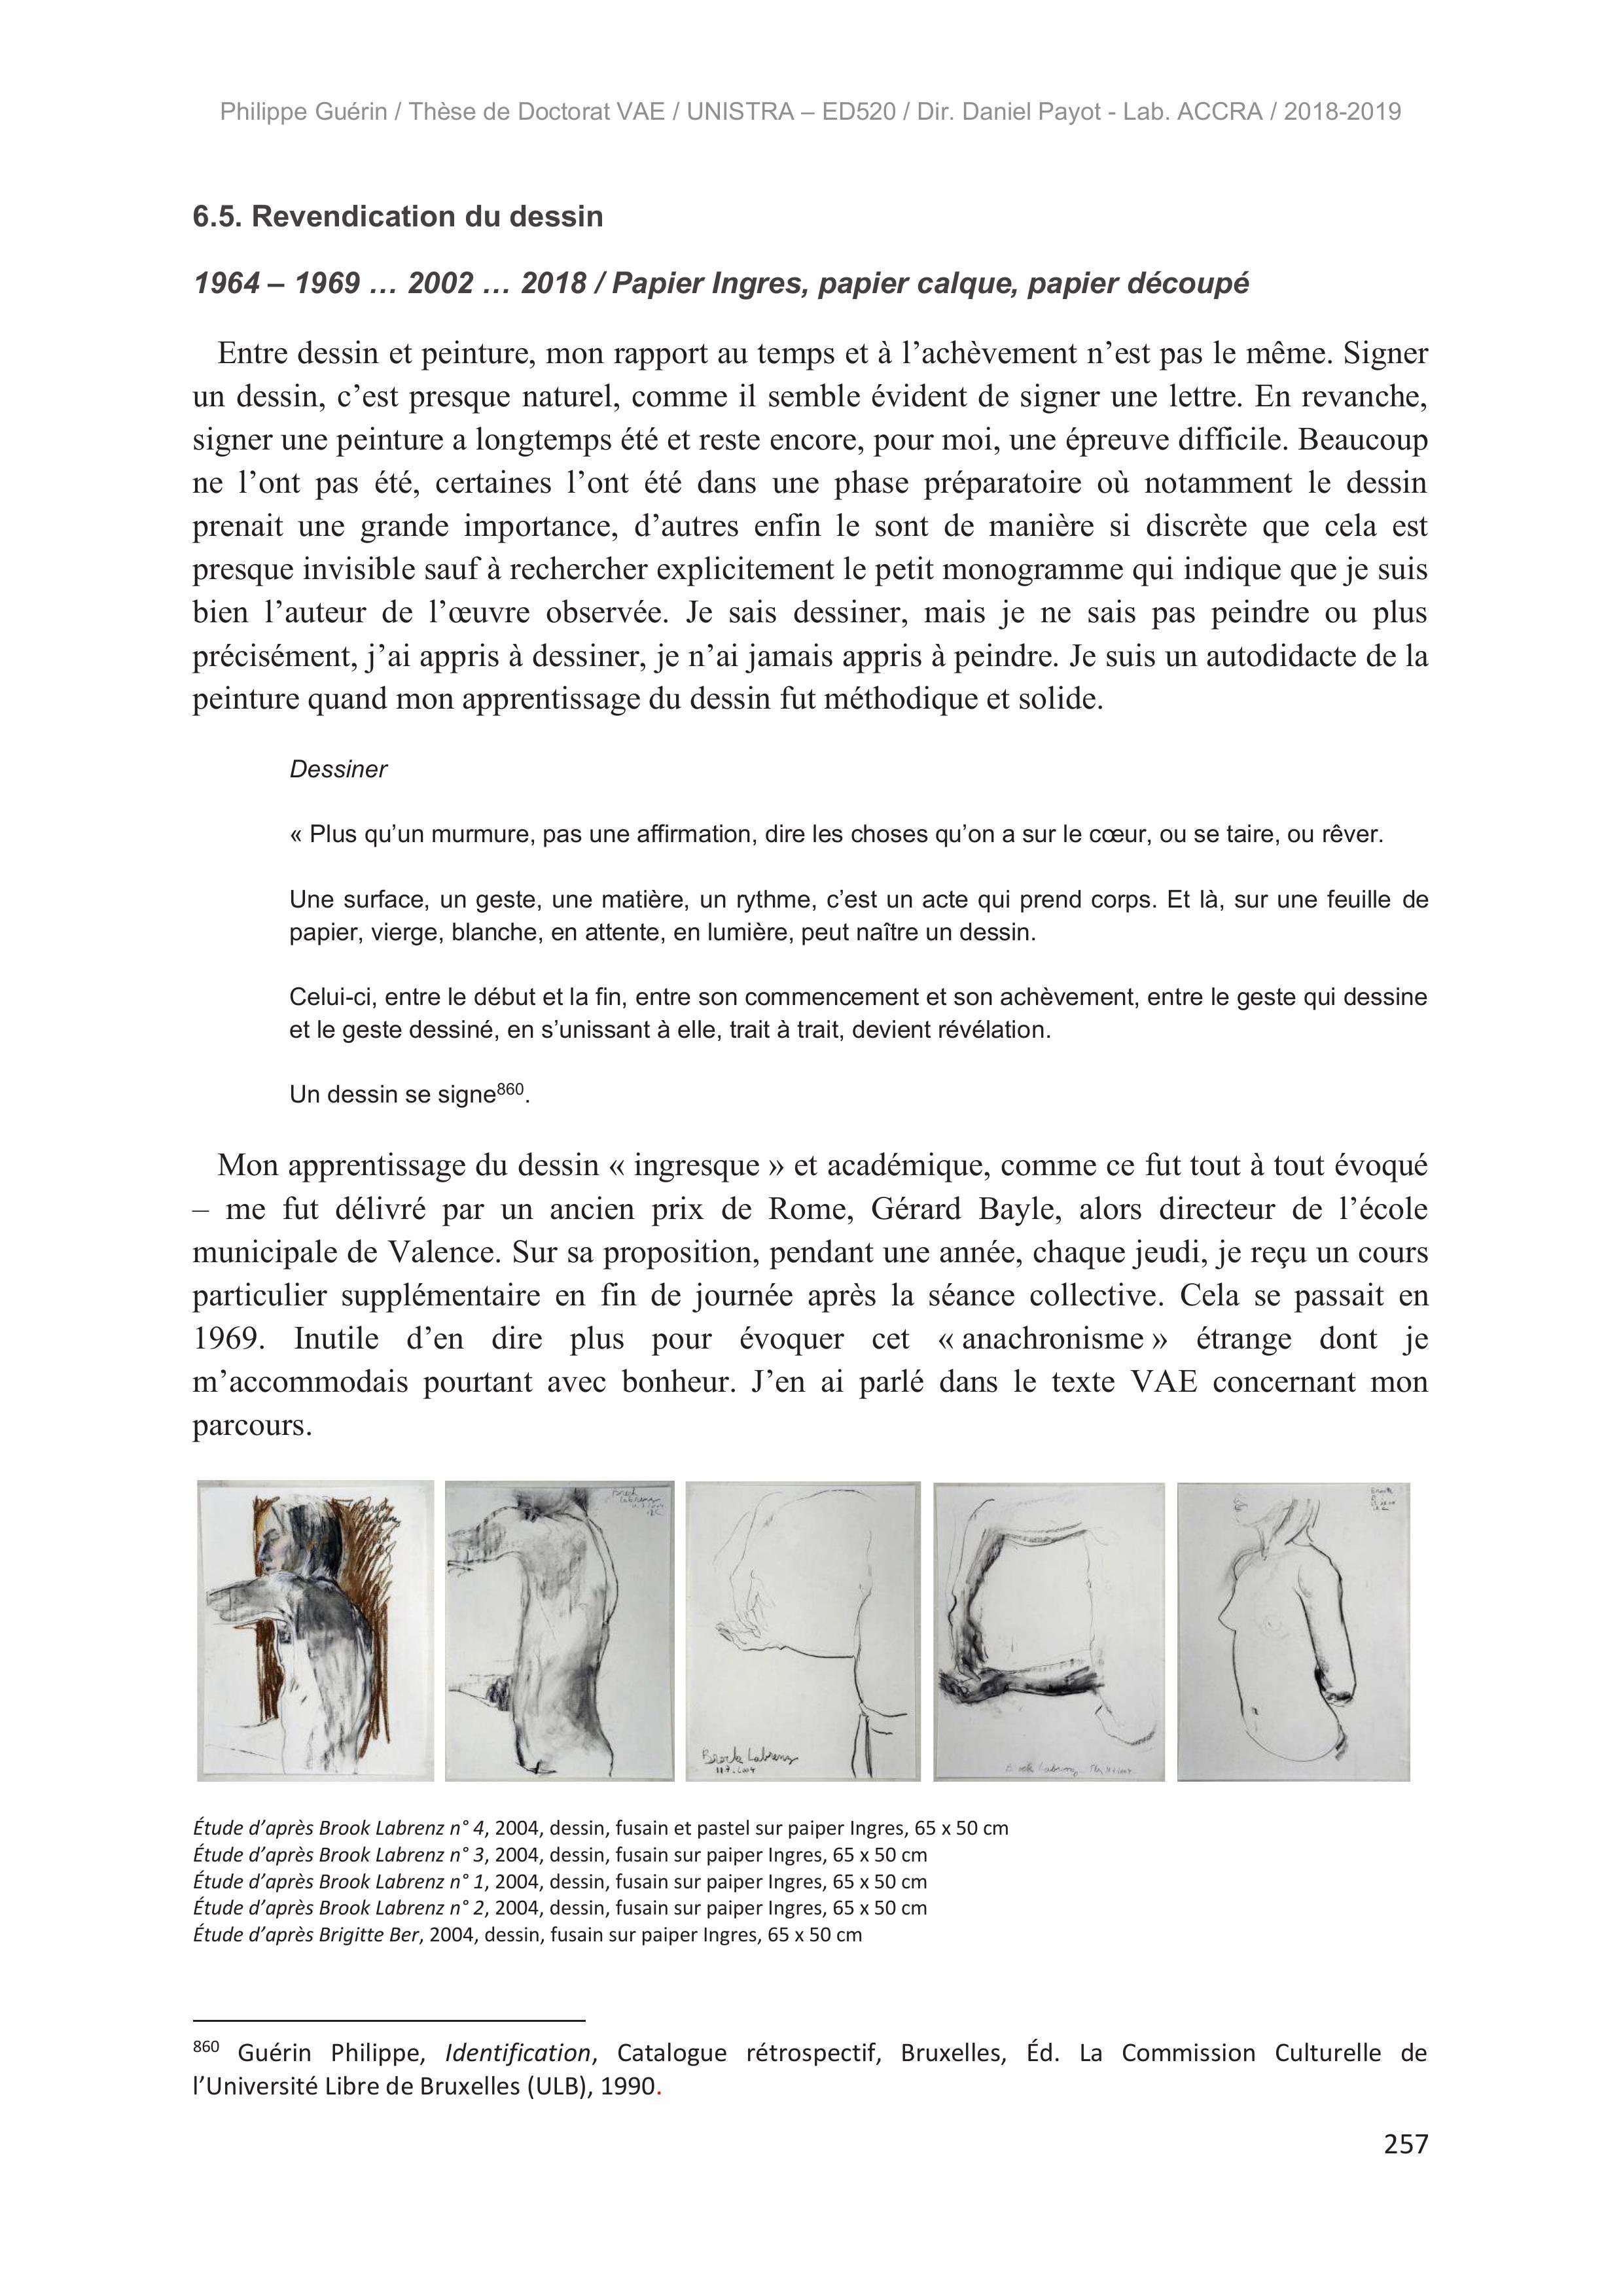 Philippe Guérin / Thèse de Doctorat VAE / UNISTRA – ED520 / Dir. Daniel Payot - Lab. ACCRA / 2018-2019
6.5. Revendication du dessin
1964 – 1969 … 2002 … 2018 / Papier Ingres, papier calque, papier découpé
Entre dessin et peinture, mon rapport au temps et à l’achèvement n’est pas le même. Signer
un dessin, c’est presque naturel, comme il semble évident de signer une lettre. En revanche,
signer une peinture a longtemps été et reste encore, pour moi, une épreuve difficile. Beaucoup
ne l’ont pas été, certaines l’ont été dans une phase préparatoire où notamment le dessin
prenait une grande importance, d’autres enfin le sont de manière si discrète que cela est
presque invisible sauf à rechercher explicitement le petit monogramme qui indique que je suis
bien l’auteur de l’œuvre observée. Je sais dessiner, mais je ne sais pas peindre ou plus
précisément, j’ai appris à dessiner, je n’ai jamais appris à peindre. Je suis un autodidacte de la
peinture quand mon apprentissage du dessin fut méthodique et solide.
Dessiner
« Plus qu’un murmure, pas une affirmation, dire les choses qu’on a sur le cœur, ou se taire, ou rêver.
Une surface, un geste, une matière, un rythme, c’est un acte qui prend corps. Et là, sur une feuille de
papier, vierge, blanche, en attente, en lumière, peut naître un dessin.
Celui-ci, entre le début et la fin, entre son commencement et son achèvement, entre le geste qui dessine
et le geste dessiné, en s’unissant à elle, trait à trait, devient révélation.
Un dessin se signe860.
Mon apprentissage du dessin « ingresque » et académique, comme ce fut tout à tout évoqué
– me fut délivré par un ancien prix de Rome, Gérard Bayle, alors directeur de l’école
municipale de Valence. Sur sa proposition, pendant une année, chaque jeudi, je reçu un cours
particulier supplémentaire en fin de journée après la séance collective. Cela se passait en
1969. Inutile d’en dire plus pour évoquer cet « anachronisme » étrange dont je
m’accommodais pourtant avec bonheur. J’en ai parlé dans le texte VAE concernant mon
parcours.
Brook Labrenz
Étude d’après Brook Labrenz n° 4, 2004, dessin, fusain et pastel sur paiper Ingres, 65 x 50 cm
Étude d’après Brook Labrenz n° 3, 2004, dessin, fusain sur paiper Ingres, 65 x 50 cm
Étude d’après Brook Labrenz n° 1, 2004, dessin, fusain sur paiper Ingres, 65 x 50 cm
Étude d’après Brook Labrenz n° 2, 2004, dessin, fusain sur paiper Ingres, 65 x 50 cm
Étude d’après Brigitte Ber, 2004, dessin, fusain sur paiper Ingres, 65 x 50 cm
860 Guérin Philippe, Identification, Catalogue rétrospectif, Bruxelles, Éd. La Commission Culturelle de
l’Université Libre de Bruxelles (ULB), 1990.
257